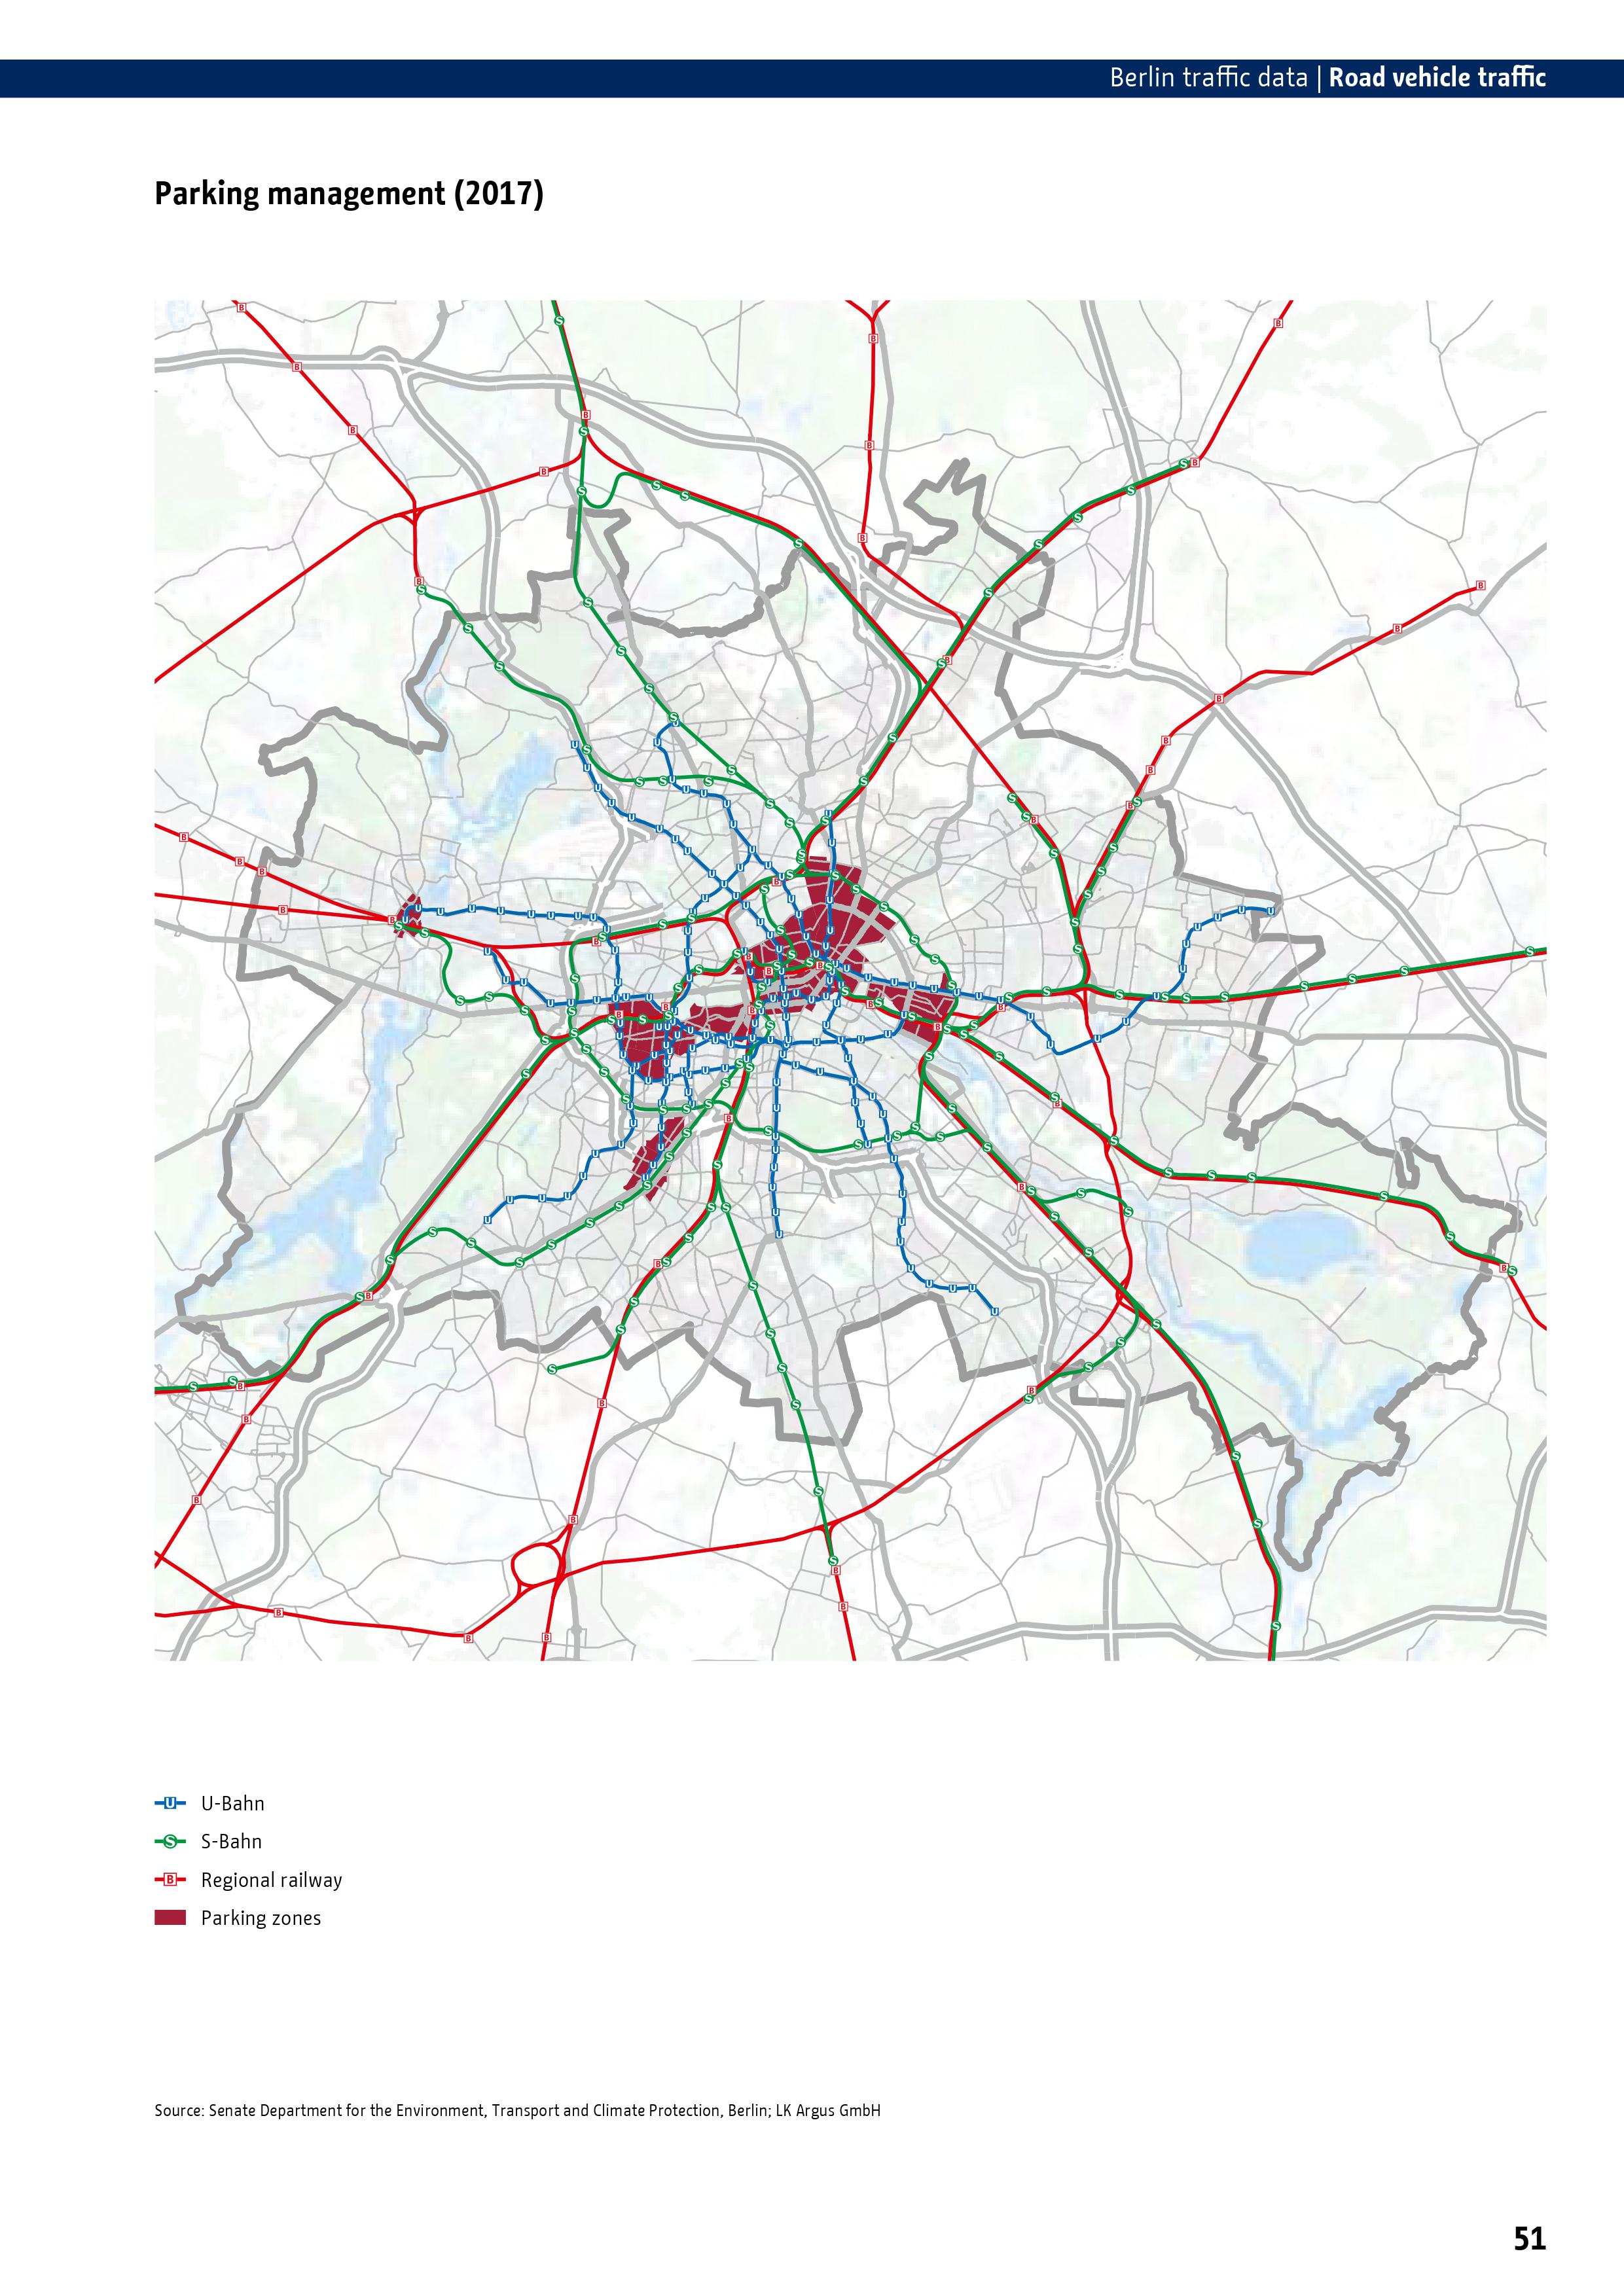 Berlin traffic data | Road vehicle traffic
Parking management (2017)
U-Bahn
S-Bahn
Regional railway
Parking zones
Source: Senate Department for the Environment, Transport and Climate Protection, Berlin; LK Argus GmbH
51